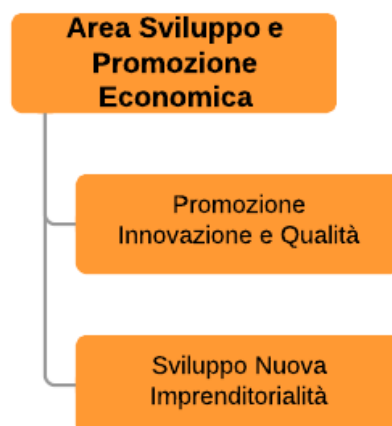 Area Sviluppo e
Promozione
Economica
Promozione
Innovazione e Qualità
Sviluppo Nuova
Imprenditorialità